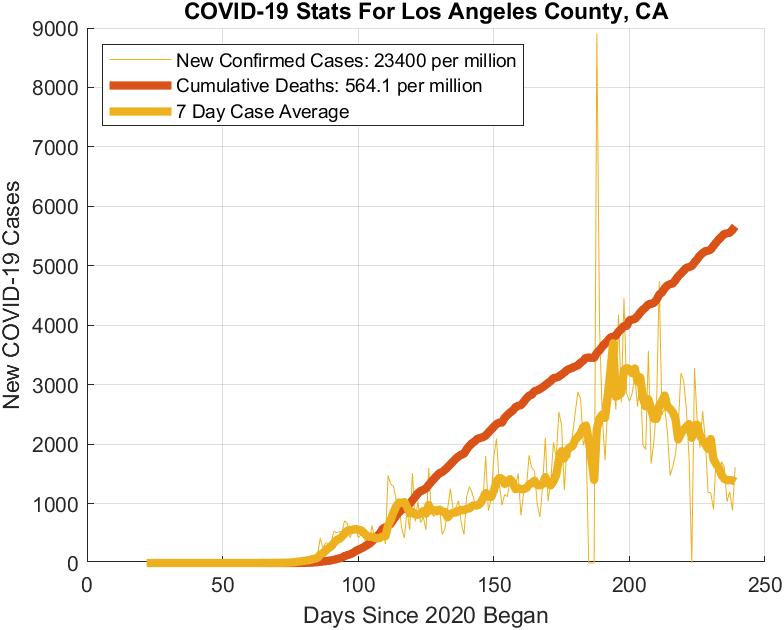 COVID-19 Stats For Los Angeles County, CA
9000
8000
7000
6000
5000
4000
3000
2000
1000
0
New COVID-19 Cases
New Confirmed Cases: 23400 per million
Cumulative Deaths: 564.1 per million
7 Day Case Average
0 50 100 150 200 250
Days Since 2020 Began